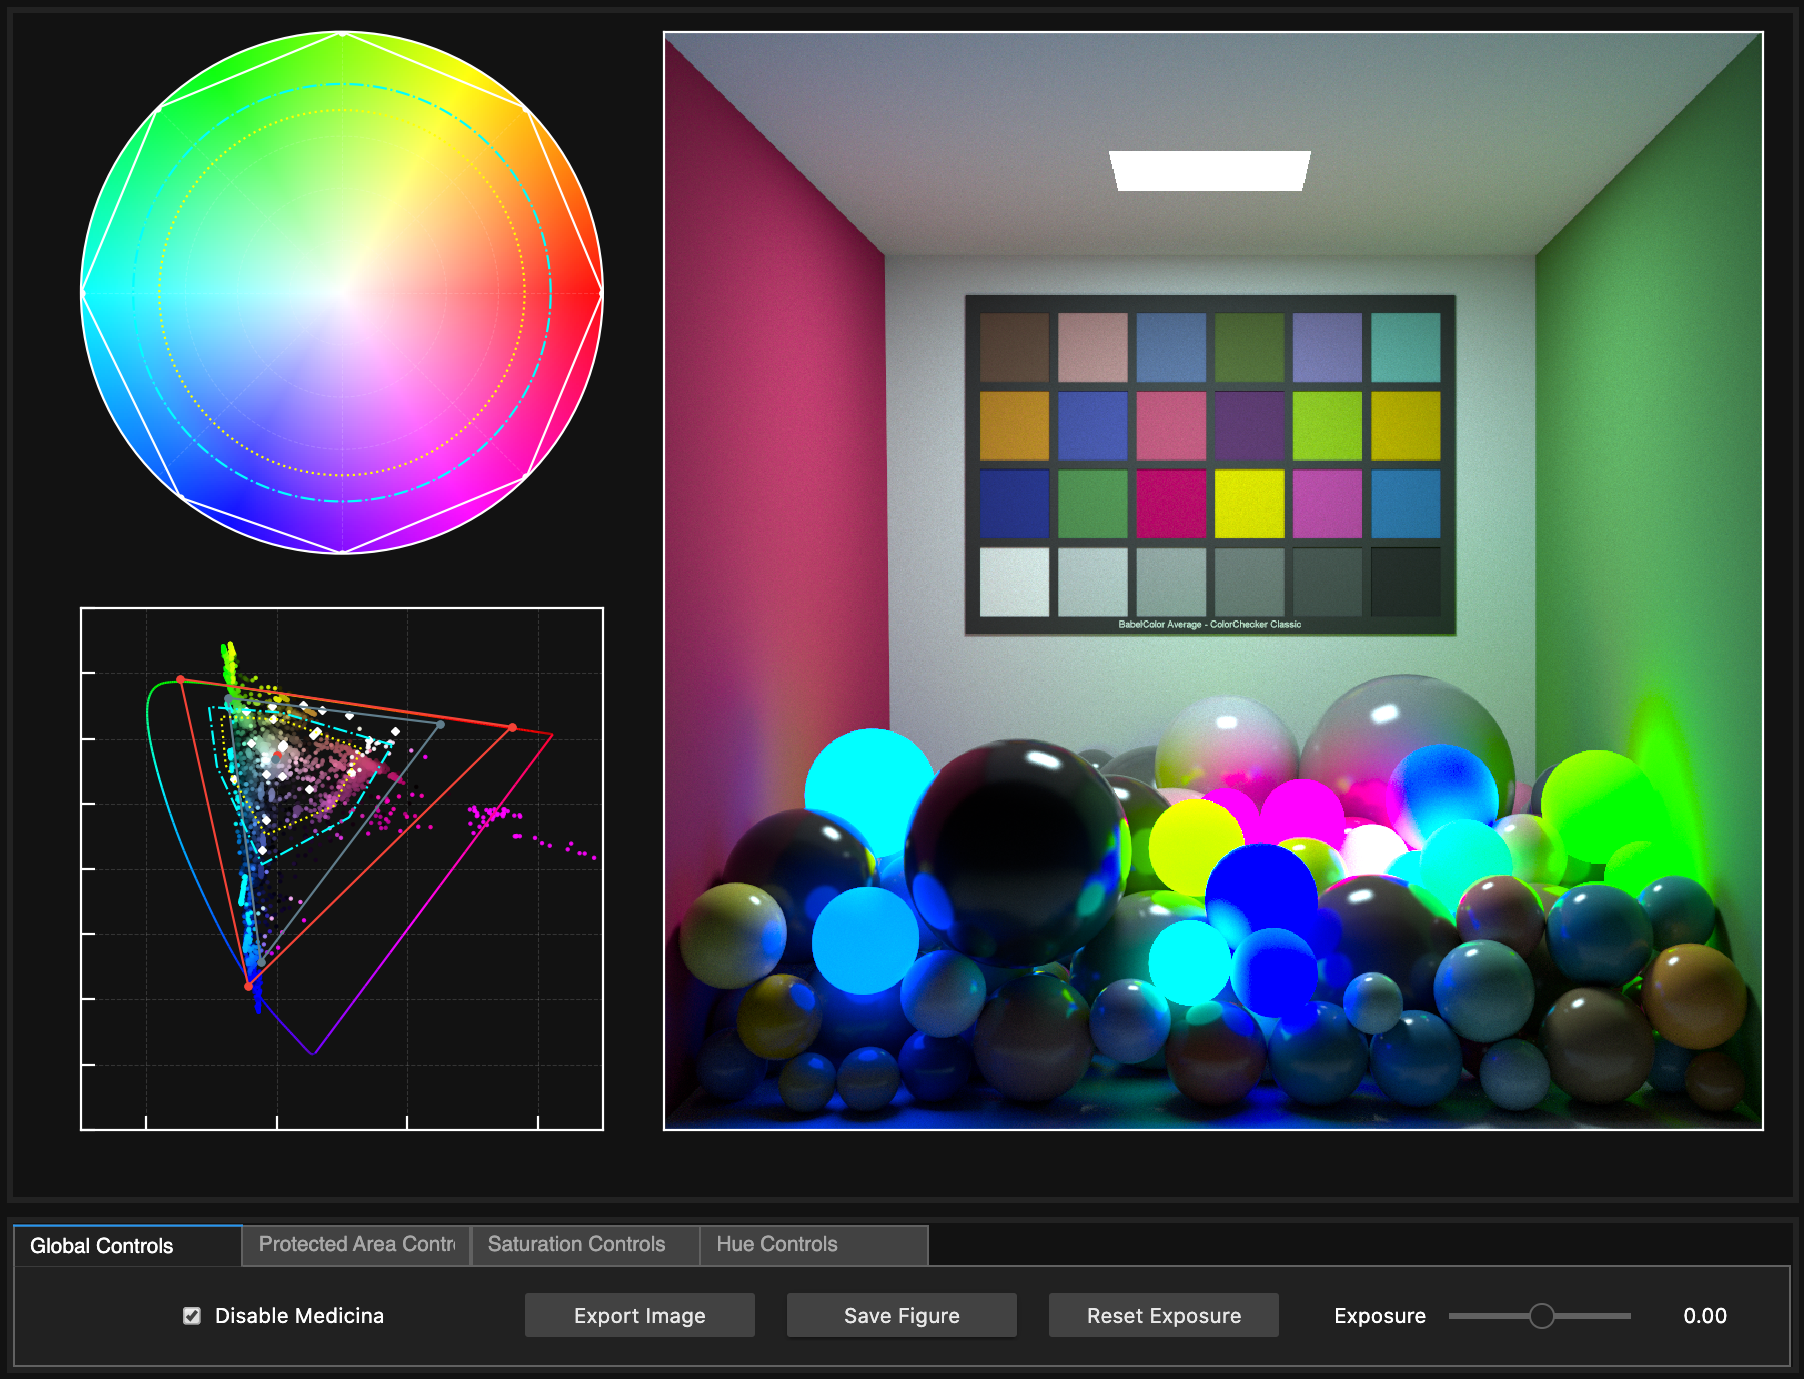 BabelColor Average - ColorChecker Classic
Global Controls
Protected Area Contr
Saturation Controls
Hue Controls
Disable Medicina
Export Image
Save Figure
Reset Exposure
Exposure
0.00